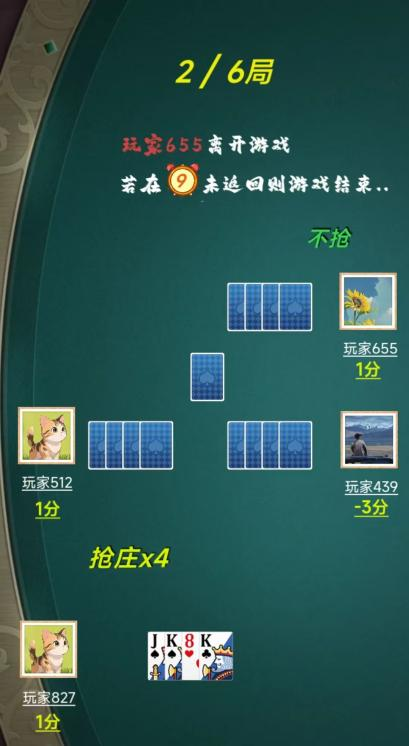 2/6局
玩家655离开游戏
若在9未返回则游戏结束..
不抢
玩家655
1分
玩家512
1分
玩家439
-3分
抢庄x4
J K 8 K
玩家827
1分